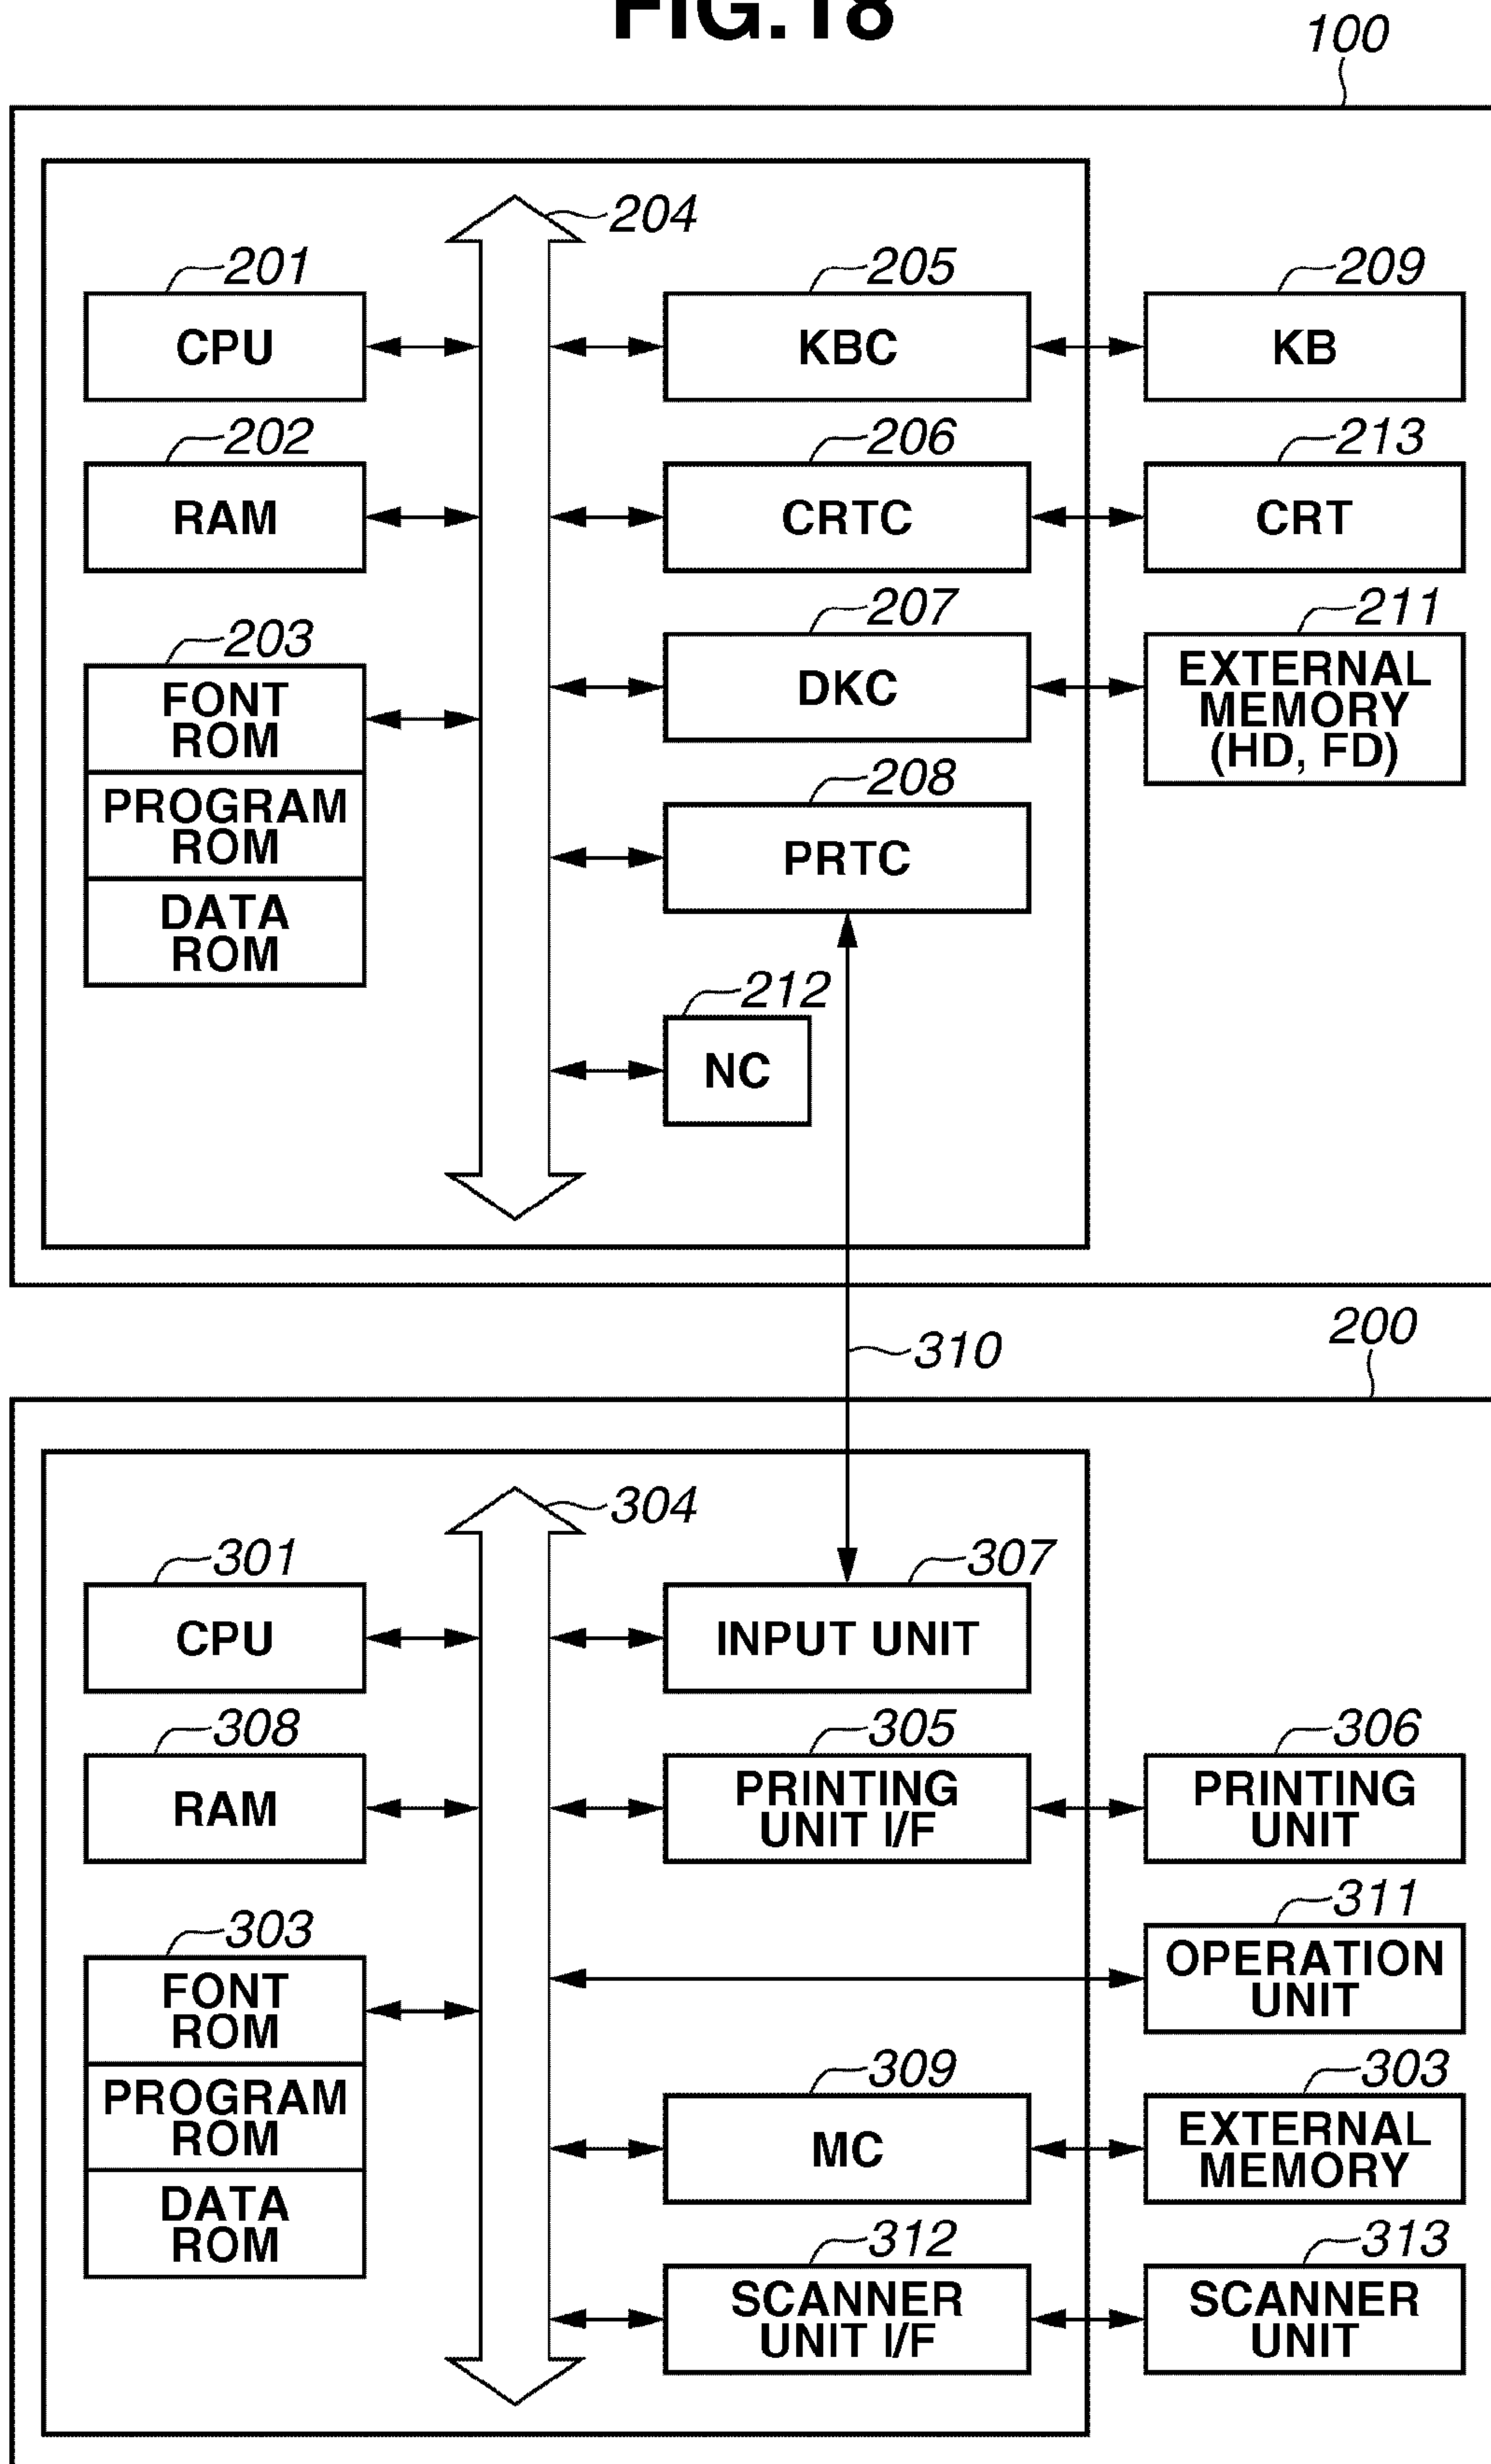 FIG.18
100
204
201
205
209
CPU
KBC
KB
202
206
213
RAM
CRTC
CRT
203
207
211
FONT
ROM
DKC
EXTERNAL
MEMORY
(HD, FD)
PROGRAM
ROM
208
PRTC
DATA
ROM
212
NC
310
200
304
301
307
CPU
INPUT UNIT
308
305
306
RAM
PRINTING
UNIT I/F
PRINTING
UNIT
303
311
FONT
ROM
OPERATION
UNIT
PROGRAM
ROM
309
303
MC
EXTERNAL
MEMORY
DATA
ROM
312
313
SCANNER
UNIT I/F
SCANNER
UNIT